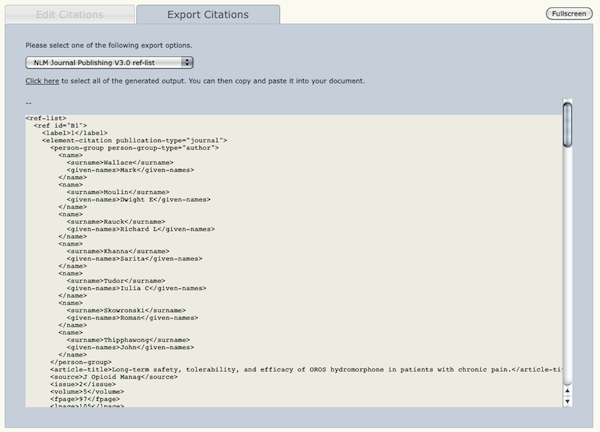 Edit Citations
Export Citations
Fullscreen
Please select one of the following export options.
NLM Journal Publishing V3.0 ref-list
Click here to select all of the generated output. You can then copy and paste it into your document.
--
<ref-list>
<ref id="B1">
<label>1</label>
<element-citation publication-type="journal">
<person-group person-group-type="author">
<name>
<surname>Wallace</surname>
<given-names>Mark</given-names>
</name>
<name>
<surname>Moulin</surname>
<given-names>Dwight E</given-names>
</name>
<name>
<surname>Rauck</surname>
<given-names>Richard L</given-names>
</name>
<name>
<surname>Khanna</surname>
<given-names>Sarita</given-names>
</name>
<name>
<surname>Tudor</surname>
<given-names>Iulia C</given-names>
</name>
<name>
<surname>Skowronski</surname>
<given-names>Roman</given-names>
</name>
<name>
<surname>Thipphawong</surname>
<given-names>John</given-names>
</name>
</person-group>
<article-title>Long-term safety, tolerability, and efficacy of OROS hydromorphone in patients with chronic pain.</article-tit
<source>J Opioid Manag</source>
<issue>2</issue>
<volume>5</volume>
<fpage>97</fpage>
<lpage>105</lpage>